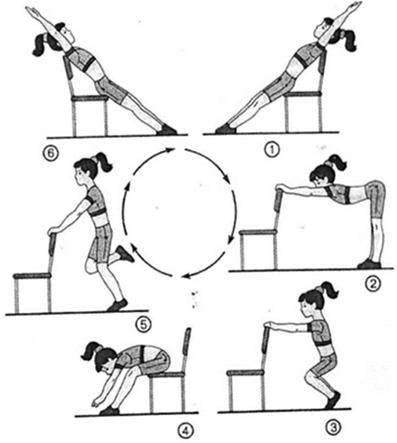 ⑥ ①
②
⑤
④ ③